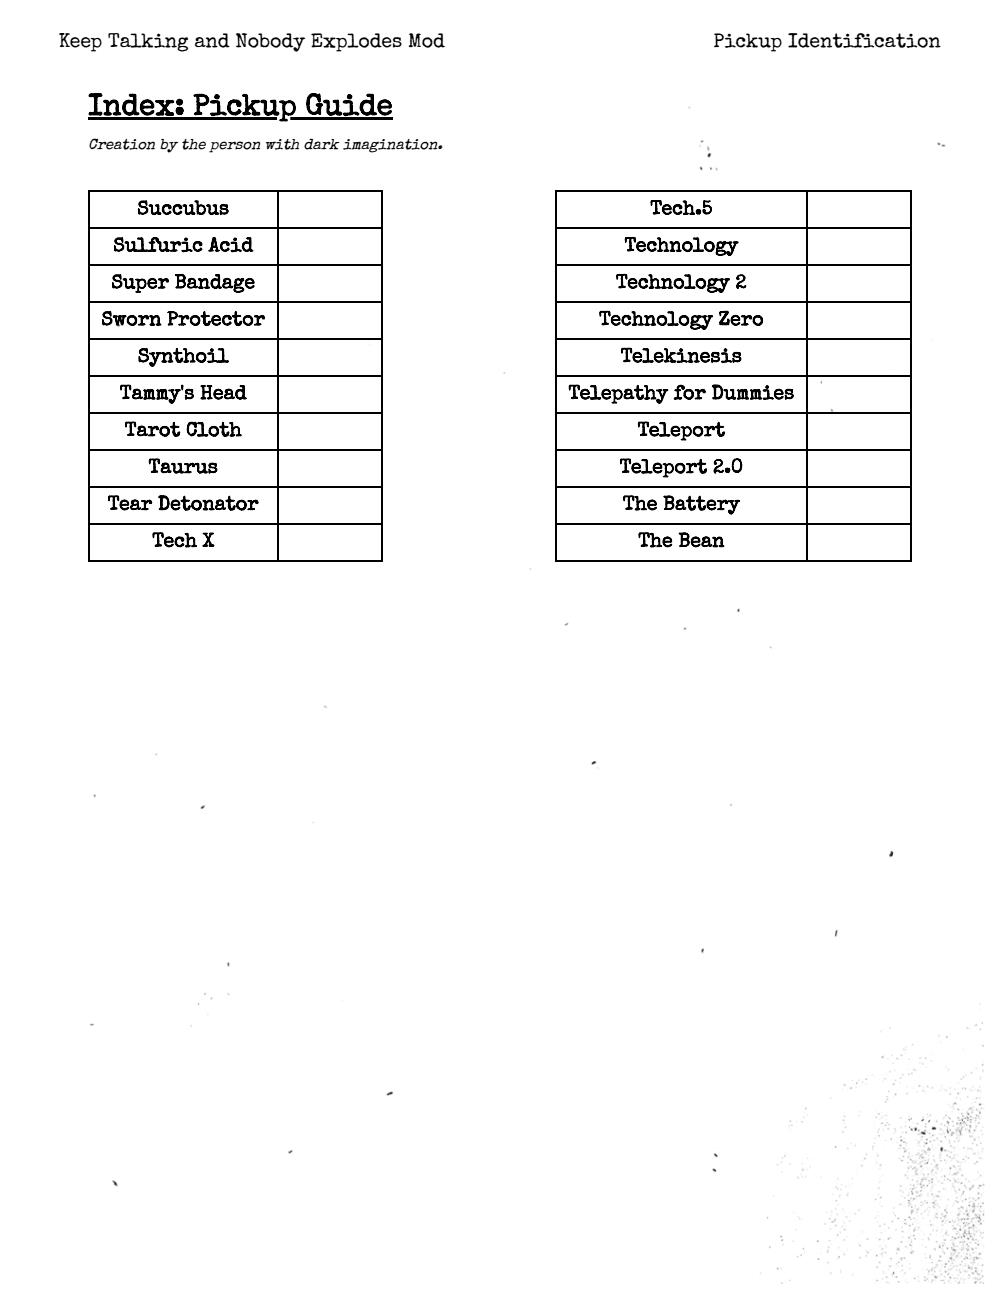 Keep Talking and Nobody Explodes Mod
Pickup Identification
Index: Pickup Guide
Creation by the person with dark imagination.
Succubus
Sulfuric Acid
Super Bandage
Sworn Protector
Synthoil
Tammy's Head
Tarot Cloth
Taurus
Tear Detonator
Tech X
Tech.5
Technology
Technology 2
Technology Zero
Telekinesis
Telepathy for Dummies
Teleport
Teleport 2.0
The Battery
The Bean